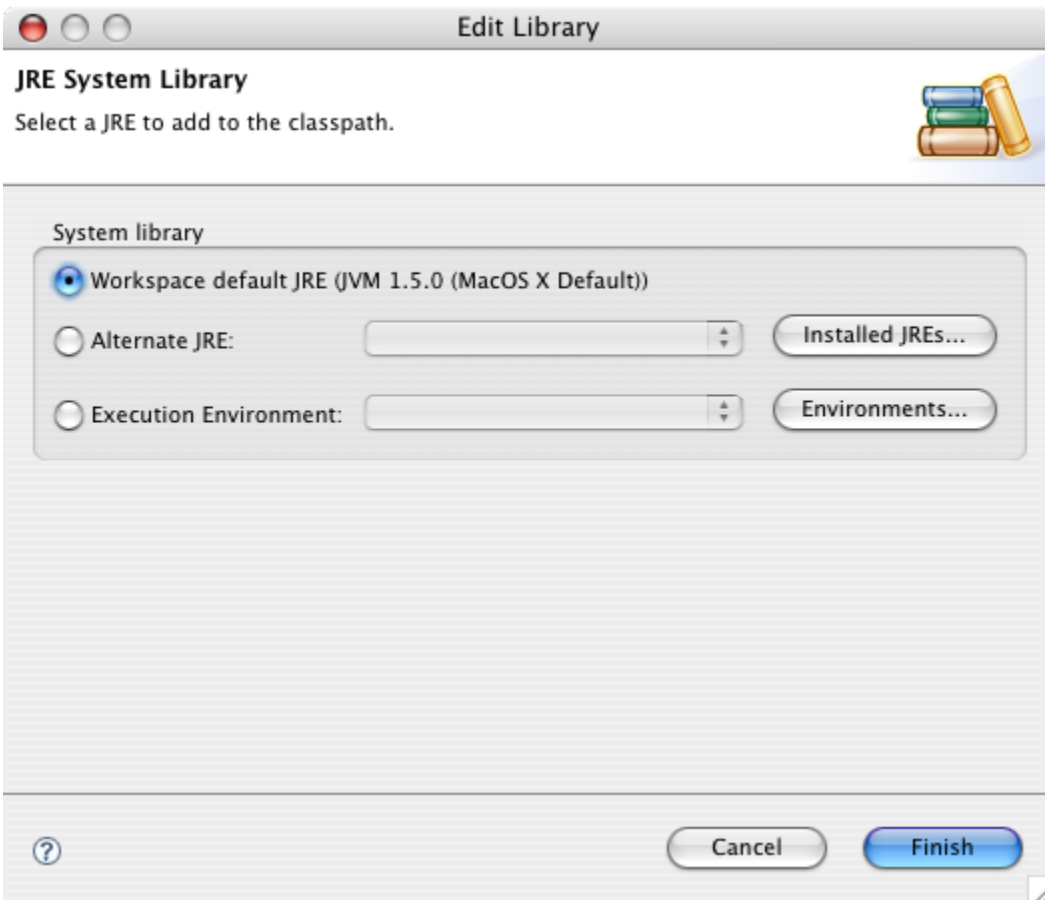 Edit Library
JRE System Library
Select a JRE to add to the classpath.
System library
Workspace default JRE (JVM 1.5.0 (MacOS X Default))
Alternate JRE:
Installed JREs...
Execution Environment:
Environments...
?
Cancel
Finish